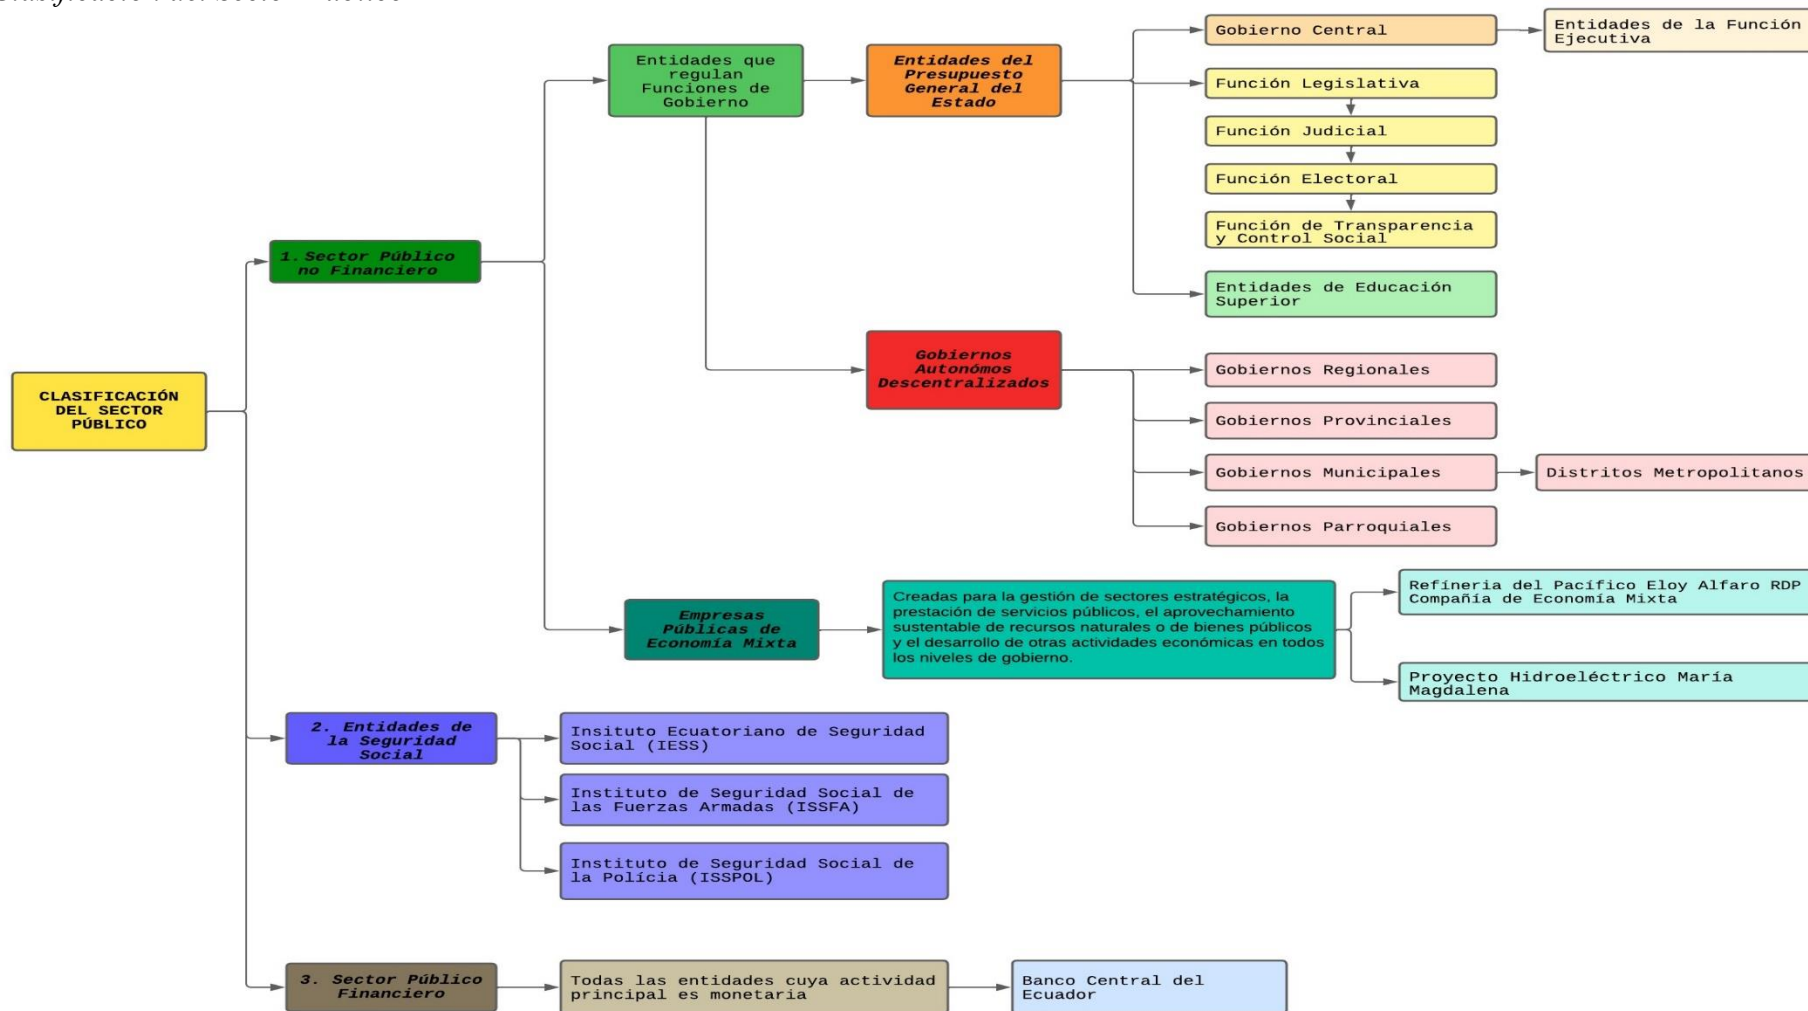 Clasificación del Sector Público
Gobierno Central
Entidades de la Función
Ejecutiva
Entidades que
regulan
Funciones de
Gobierno
Entidades del
Presupuesto
General del
Estado
Función Legislativa
Función Judicial
Función Electoral
Función de Transparencia
y Control Social
1. Sector Público
no Financiero
Entidades de Educación
Superior
Gobiernos
Autonómos
Descentralizados
Gobiernos Regionales
CLASIFICACIÓN
DEL SECTOR
PÚBLICO
Gobiernos Provinciales
Gobiernos Municipales
Distritos Metropolitanos
Gobiernos Parroquiales
Empresas
Públicas de
Economía Mixta
Creadas para la gestión de sectores estratégicos, la
prestación de servicios públicos, el aprovechamiento
sustentable de recursos naturales o de bienes públicos
y el desarrollo de otras actividades económicas en todos
los niveles de gobierno.
Refíneria del Pacífico Eloy Alfaro RDP
Compañía de Economía Mixta
Proyecto Hidroeléctrico María
Magdalena
2. Entidades de
la Seguridad
Social
Insituto Ecuatoriano de Seguridad
Social (IESS)
Instituto de Seguridad Social de
las Fuerzas Armadas (ISSFA)
Instituto de Seguridad Social de
la Polícia (ISSPOL)
3. Sector Público
Financiero
Todas las entidades cuya actividad
principal es monetaria
Banco Central del
Ecuador